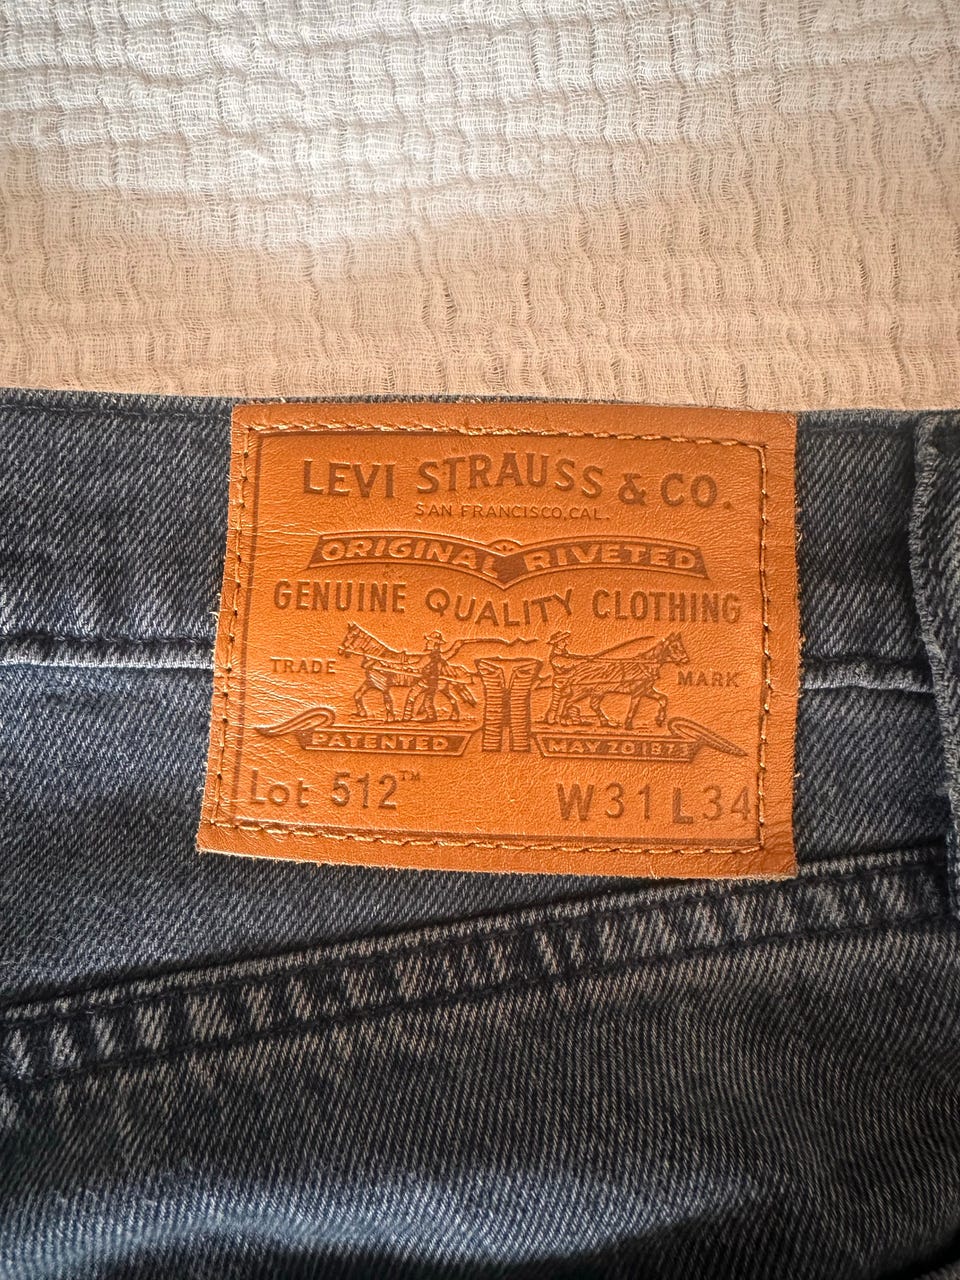 LEVI STRAUSS & CO.
SAN FRANCISCO, CAL.
ORIGINAL RIVETED
GENUINE QUALITY CLOTHING
TRADE MARK
PATENTED MAY 20 1873
Lot 512™ W31 L34